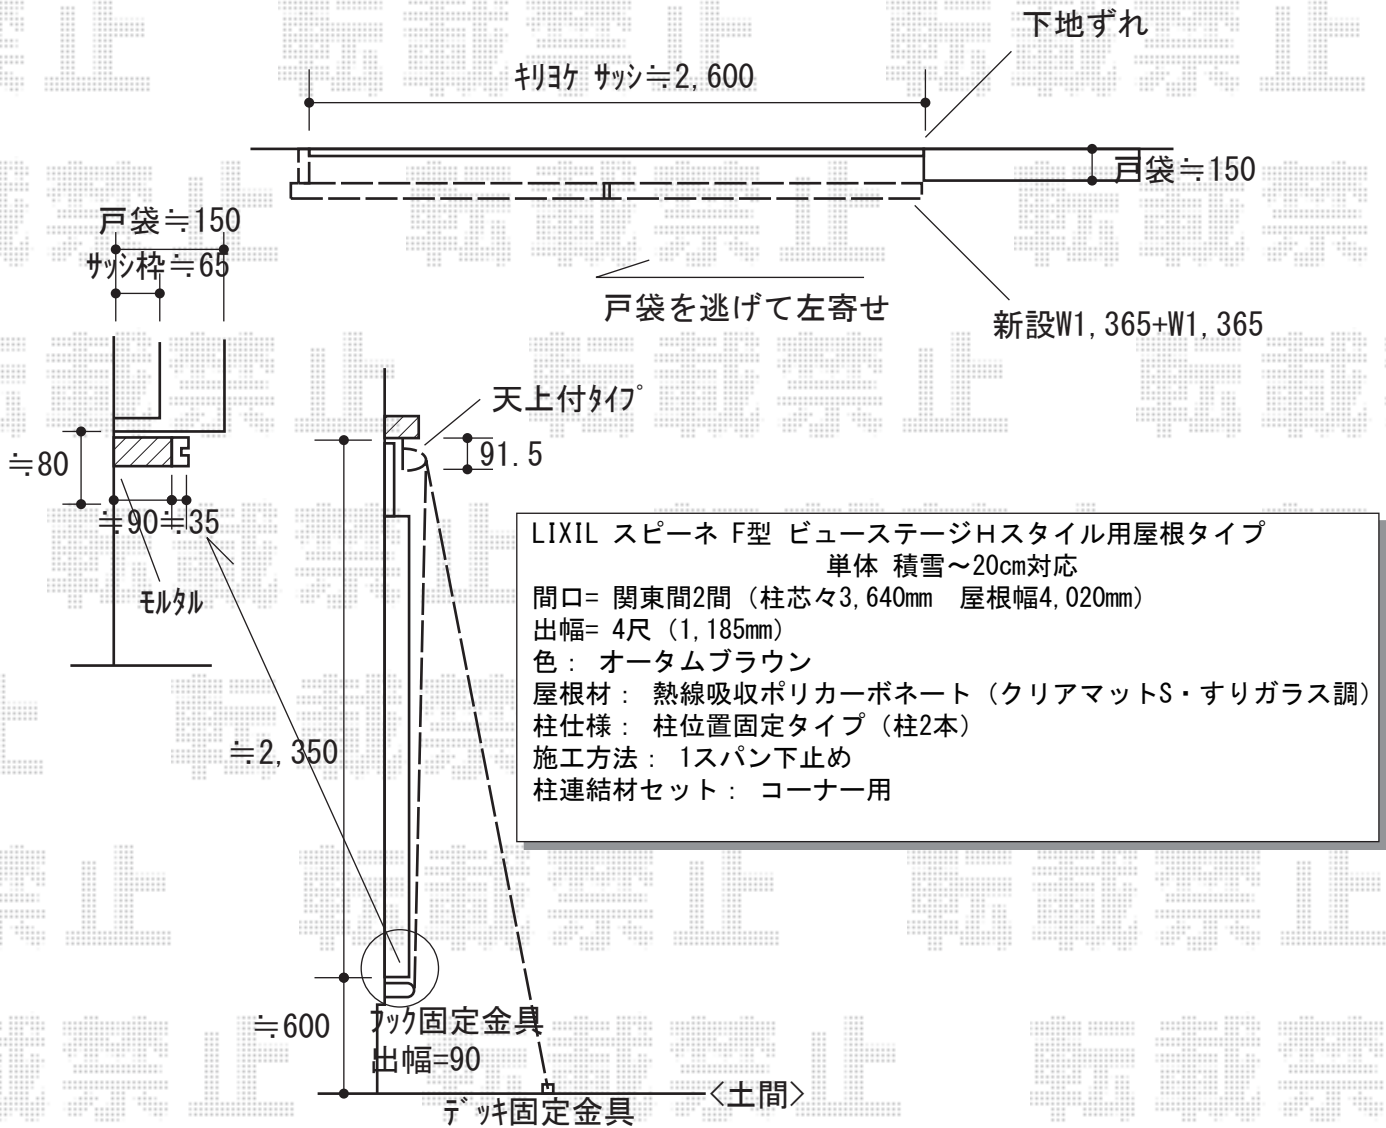 下地ずれ
ｷﾘﾖｹ ｻｯｼ≒2,600
戸袋≒150
戸袋≒150
ｻｯｼ枠≒65
戸袋を逃げて左寄せ
新設W1,365+W1,365
天上付ﾀｲﾌﾟ
91.5
≒80
≒90≒35
ﾓﾙﾀﾙ
LIXIL スピーネ F型 ビューステージHスタイル用屋根タイプ
単体 積雪～20cm対応
間口= 関東間2間（柱芯々3,640mm　屋根幅4,020mm）
出幅= 4尺（1,185mm）
色： オータムブラウン
屋根材： 熱線吸収ポリカーボネート（クリアマットS・すりガラス調）
柱仕様： 柱位置固定タイプ（柱2本）
施工方法： 1スパン下止め
柱連結材セット： コーナー用
≒2,350
≒600
ﾌｯｸ固定金具
出幅=90
〈土間〉
ﾃﾞｯｷ固定金具
転載禁止